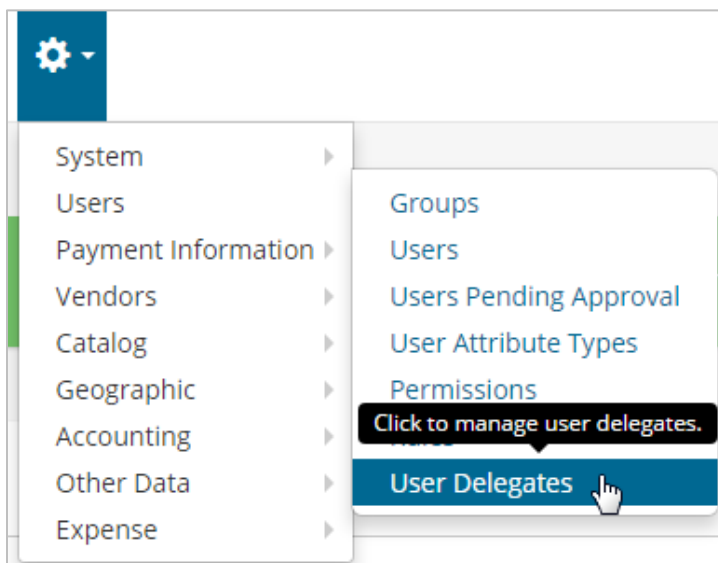 System
Users
Payment Information
Vendors
Catalog
Geographic
Accounting
Other Data
Expense
Groups
Users
Users Pending Approval
User Attribute Types
Permissions
Click to manage user delegates.
User Delegates